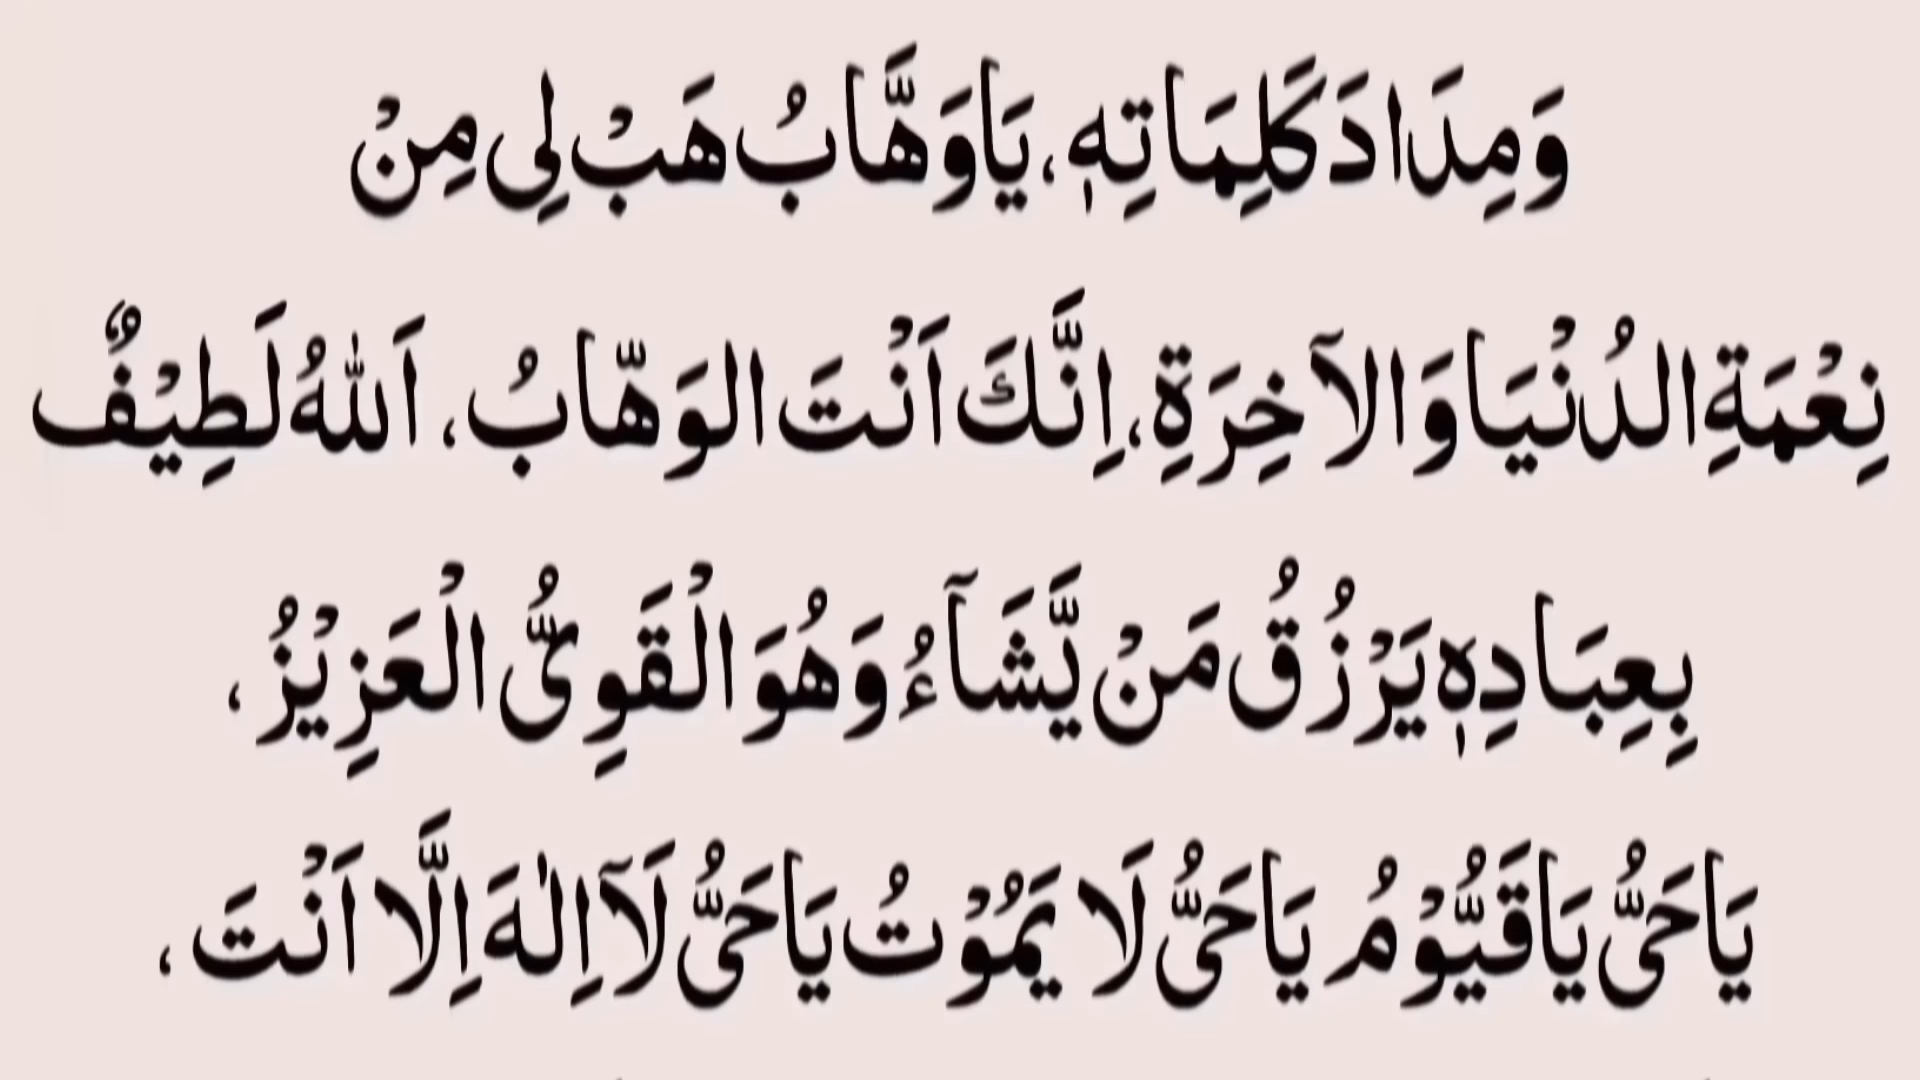 وَمِدَادَ كَلِمَاتِهٖ، يَاوَهَّابُ هَبْ لِي مِنْ
نِعْمَةِ الدُنْيَا وَالآخِرَةِ، اِنَّكَ اَنْتَ الوَهّابُ، اَللّٰهُ لَطِيْفٌ
بِعِبَادِهٖ يَرْزُقُ مَنْ يَّشَآءُ وَهُوَ الْقَوِيُّ الْعَزِيْزُ،
يَاحَيُّ يَاقَيُّوْمُ يَاحَيُّ لَا يَمُوْتُ يَاحَيُّ لَآ اِلٰهَ اِلَّا اَنْتَ،